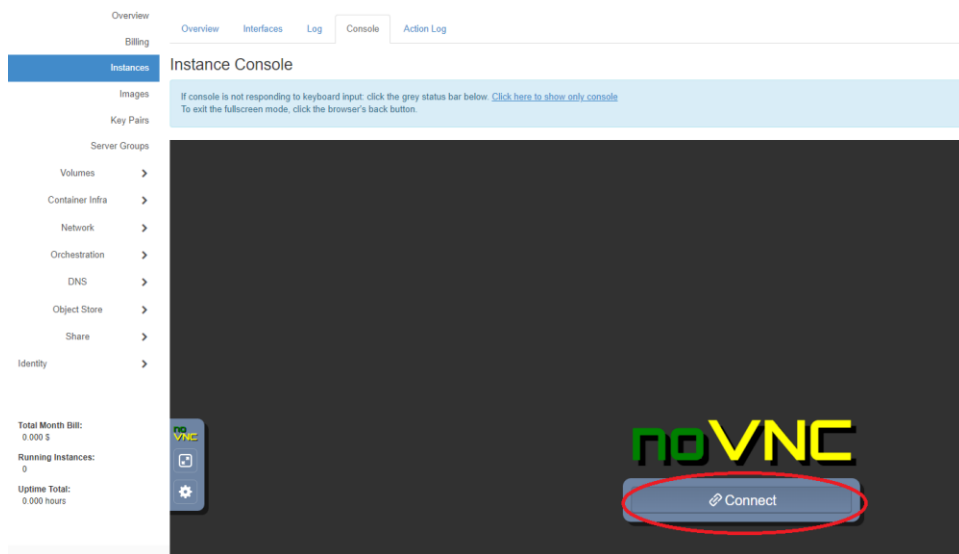 Overview
Billing
Instances
Images
Key Pairs
Server Groups
Volumes
Container Infra
Network
Orchestration
DNS
Object Store
Share
Identity
Total Month Bill:
0.000 $
Running Instances:
0
Uptime Total:
0.000 hours
Overview Interfaces Log Console Action Log
Instance Console
If console is not responding to keyboard input: click the grey status bar below. Click here to show only console
To exit the fullscreen mode, click the browser's back button.
no
VNC
noVNC
Connect